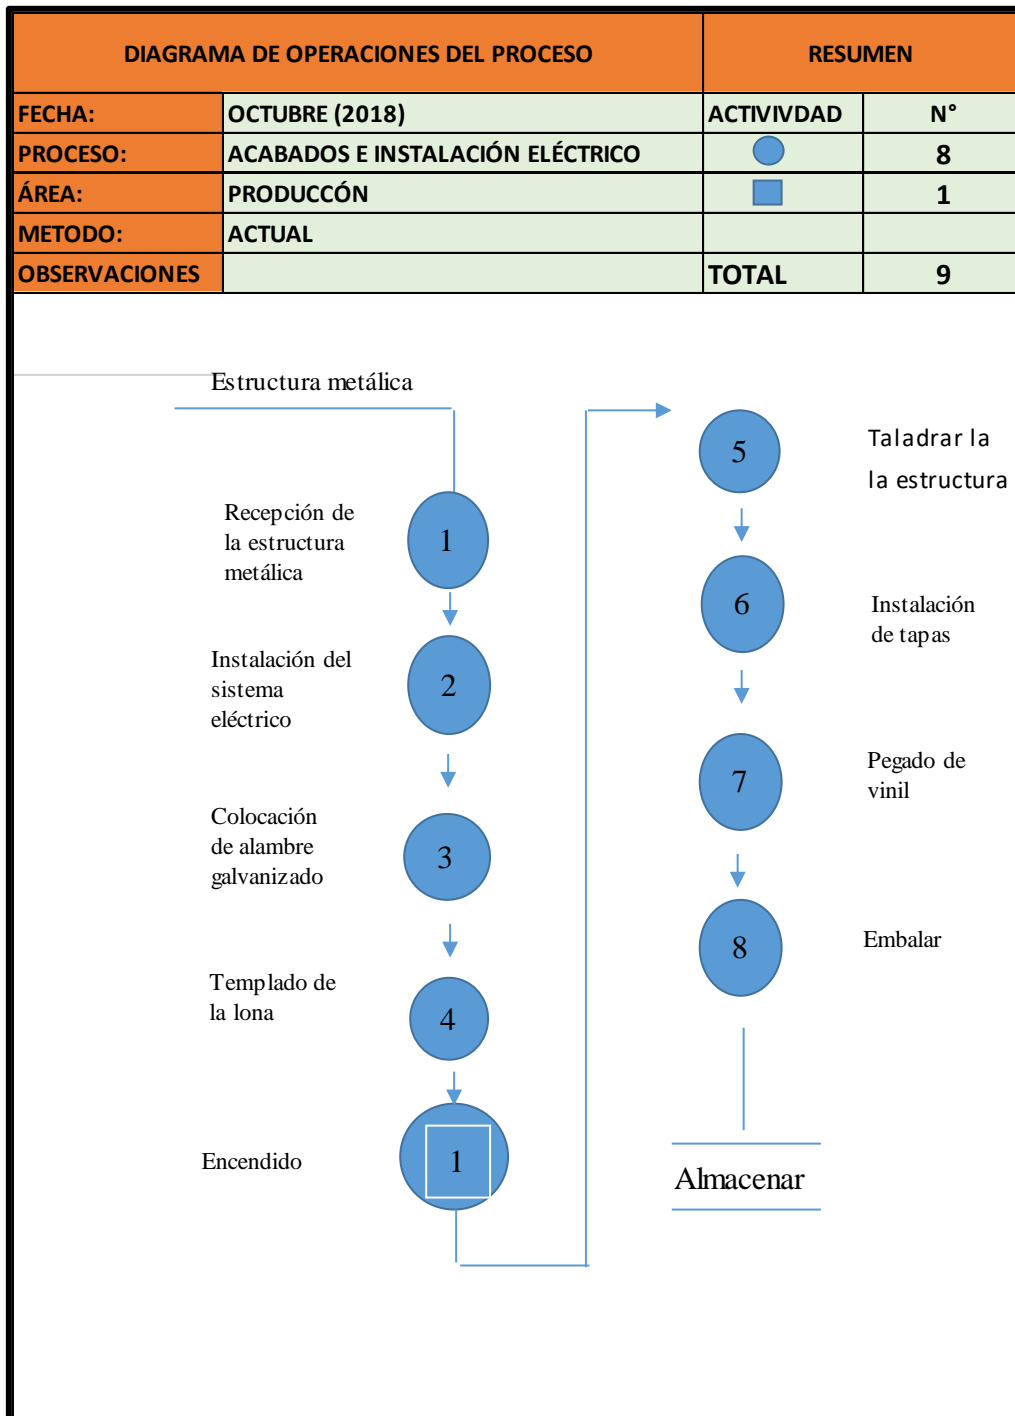 DIAGRAMA DE OPERACIONES DEL PROCESO
RESUMEN
FECHA:
OCTUBRE (2018)
ACTIVIVDAD
N°
PROCESO:
ACABADOS E INSTALACIÓN ELÉCTRICO
8
ÁREA:
PRODUCCÓN
1
METODO:
ACTUAL
OBSERVACIONES
TOTAL
9
Estructura metálica
Recepción de
la estructura
metálica
1
Instalación del
sistema
eléctrico
2
Colocación
de alambre
galvanizado
3
Templado de
la lona
4
Encendido
1
5
Taladrar la
la estructura
6
Instalación
de tapas
7
Pegado de
vinil
8
Embalar
Almacenar